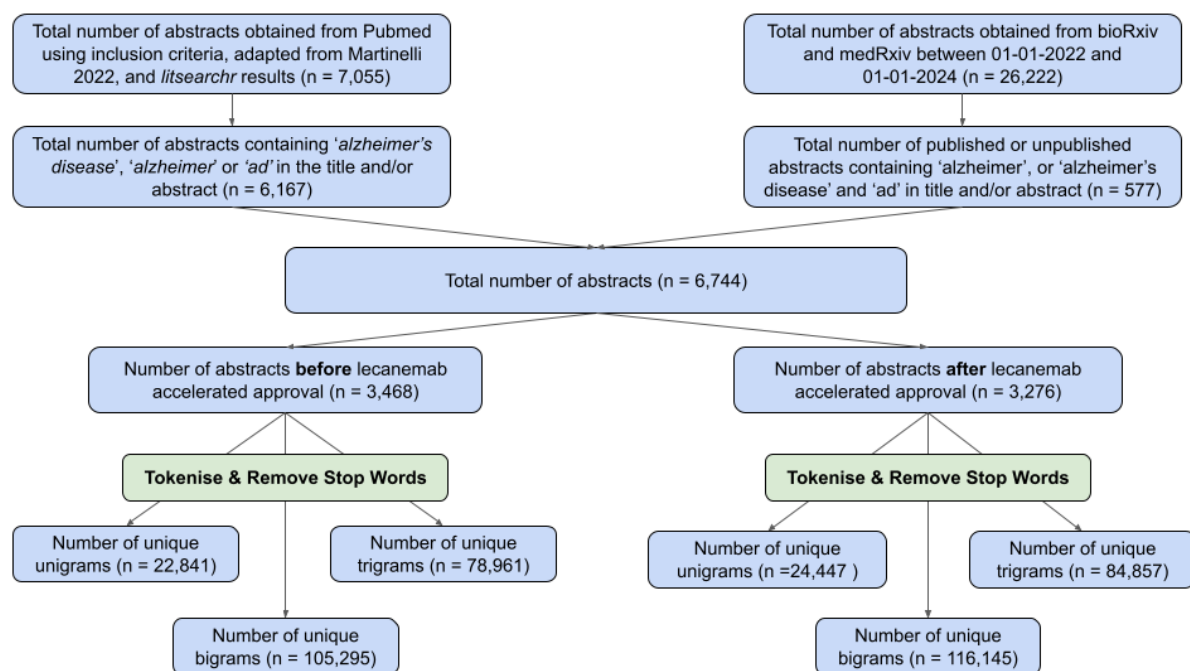 Total number of abstracts obtained from Pubmed
using inclusion criteria, adapted from Martinelli
2022, and litsearchr results (n = 7,055)
Total number of abstracts obtained from bioRxiv
and medRxiv between 01-01-2022 and
01-01-2024 (n = 26,222)
Total number of abstracts containing ‘alzheimer’s
disease’, ‘alzheimer’ or ‘ad’ in the title and/or
abstract (n = 6,167)
Total number of published or unpublished
abstracts containing ‘alzheimer’, or ‘alzheimer’s
disease’ and ‘ad’ in title and/or abstract (n = 577)
Total number of abstracts (n = 6,744)
Number of abstracts before lecanemab
accelerated approval (n = 3,468)
Number of abstracts after lecanemab
accelerated approval (n = 3,276)
Tokenise & Remove Stop Words
Tokenise & Remove Stop Words
Number of unique
unigrams (n = 22,841)
Number of unique
trigrams (n = 78,961)
Number of unique
unigrams (n =24,447 )
Number of unique
trigrams (n = 84,857)
Number of unique
bigrams (n = 105,295)
Number of unique
bigrams (n = 116,145)